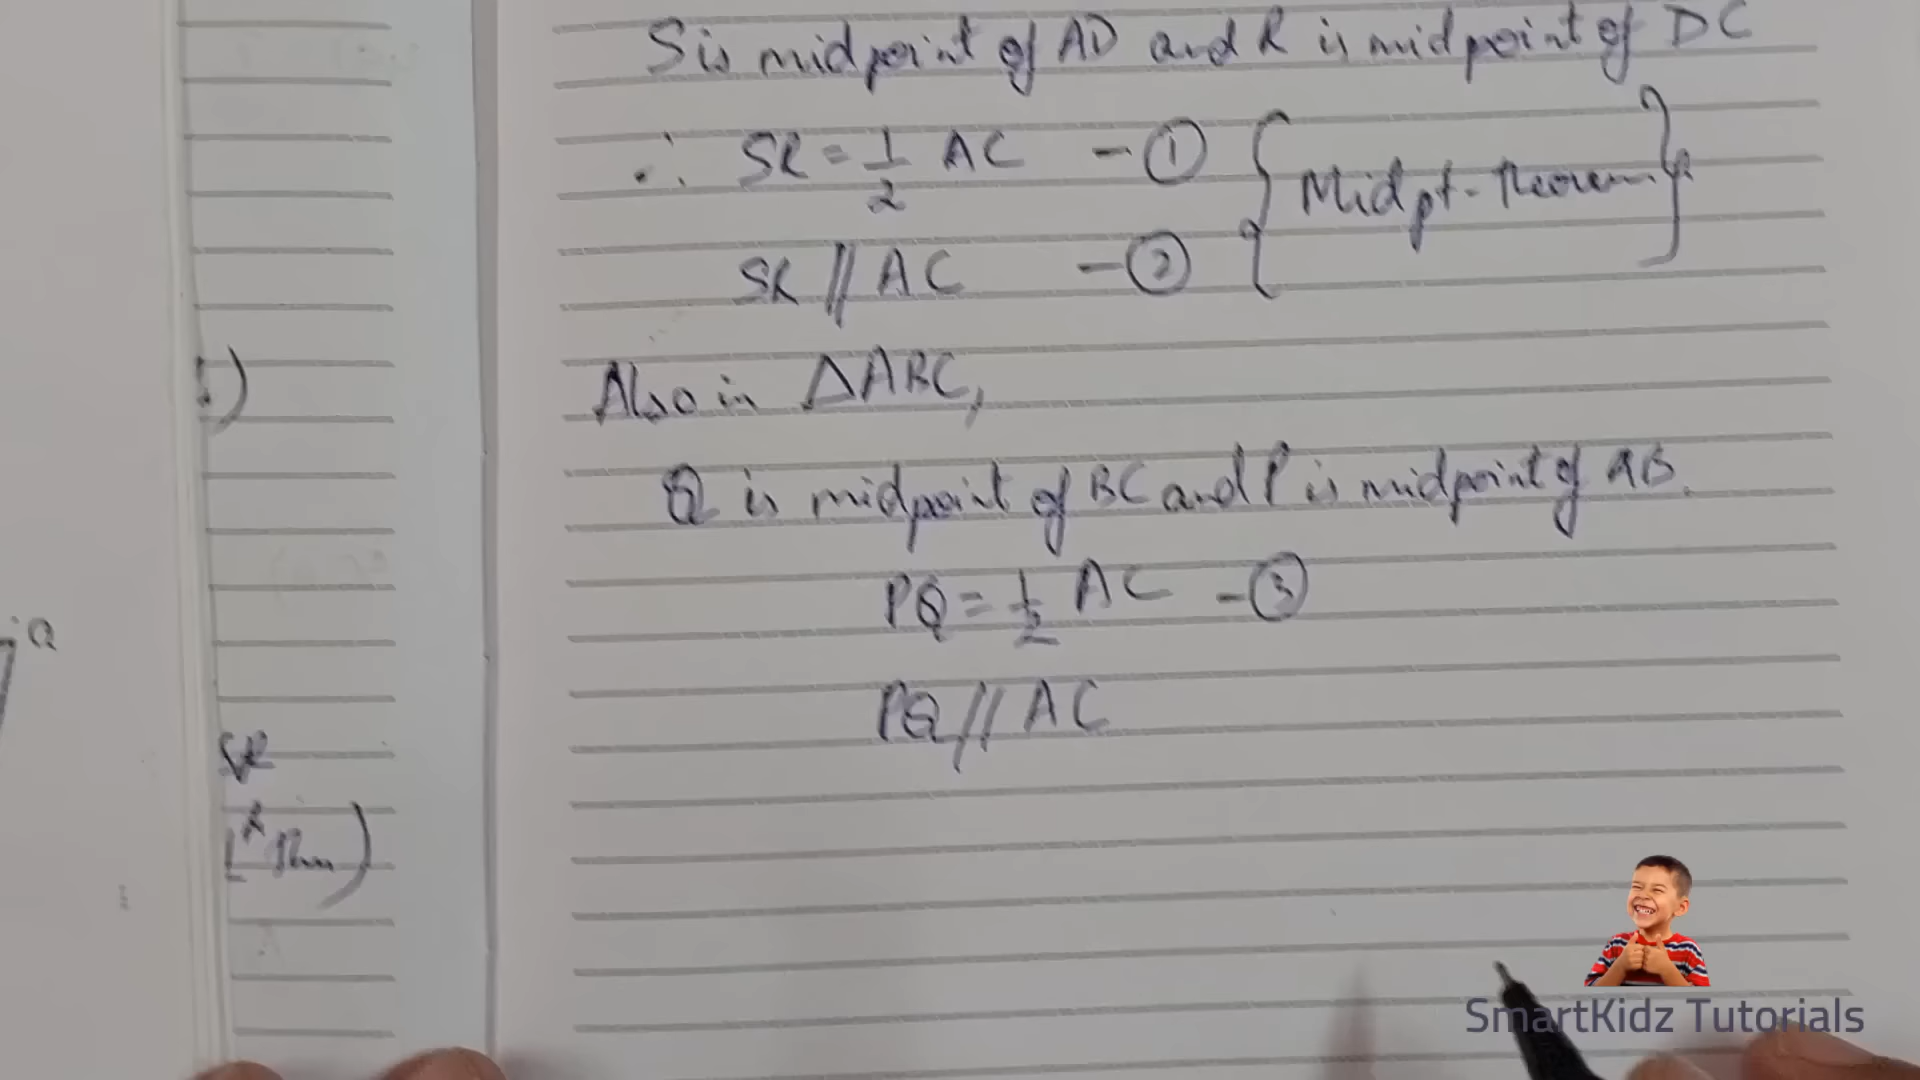 S is midpoint of AD and R is midpoint of DC
∴ SR = 1/2 AC - ①
{ Midpt-theorem }
SR // AC - ②
Also in △ABC,
Q is midpoint of BC and P is midpoint of AB.
PQ = 1/2 AC - ③
PQ // AC
Q
SR
SmartKidz Tutorials